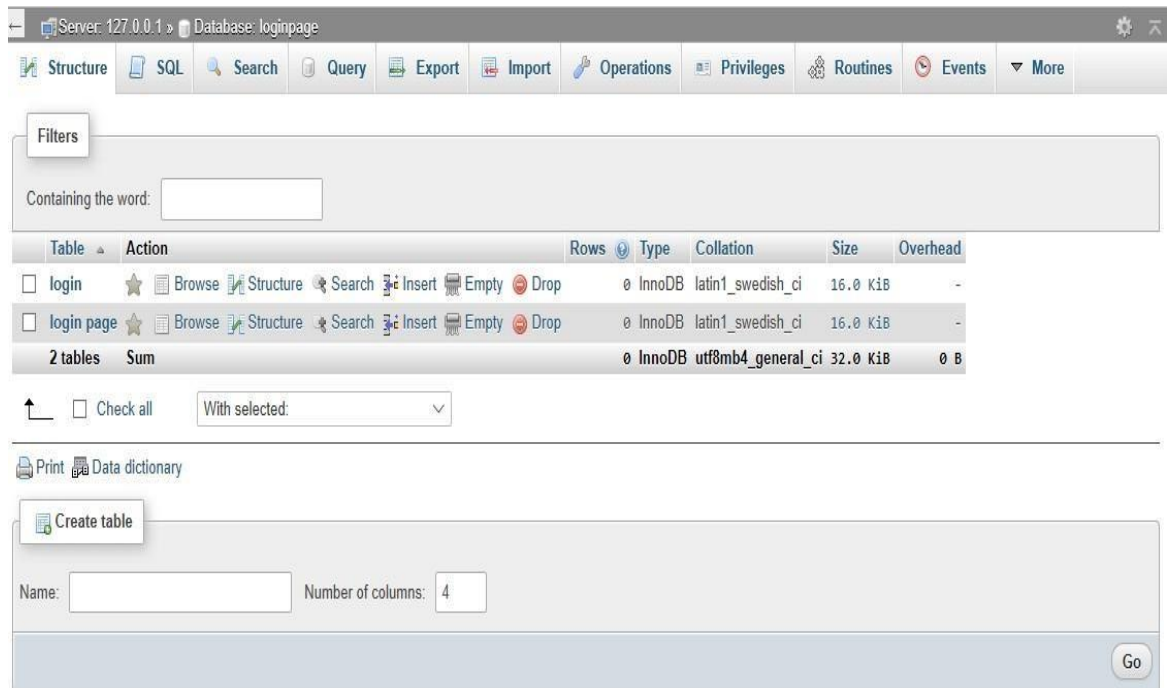 ← Server: 127.0.0.1 » Database: loginpage
Structure SQL Search Query Export Import Operations Privileges Routines Events More
Filters
Containing the word:
Table Action Rows Type Collation Size Overhead
login Browse Structure Search Insert Empty Drop 0 InnoDB latin1_swedish_ci 16.0 KiB -
login page Browse Structure Search Insert Empty Drop 0 InnoDB latin1_swedish_ci 16.0 KiB -
2 tables Sum 0 InnoDB utf8mb4_general_ci 32.0 KiB 0 B
Check all With selected:
Print Data dictionary
Create table
Name: Number of columns: 4
Go